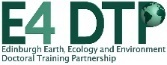 E4 DTP
Edinburgh Earth, Ecology and Environment
Doctoral Training Partnership